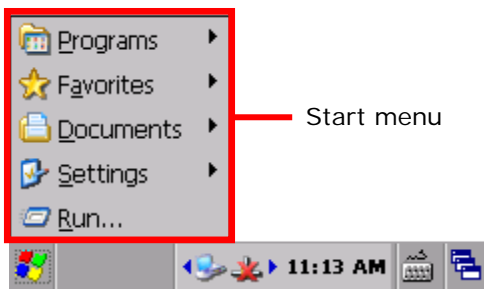 Programs
Favorites
Start menu
Documents
Settings
Run...
11:13 AM